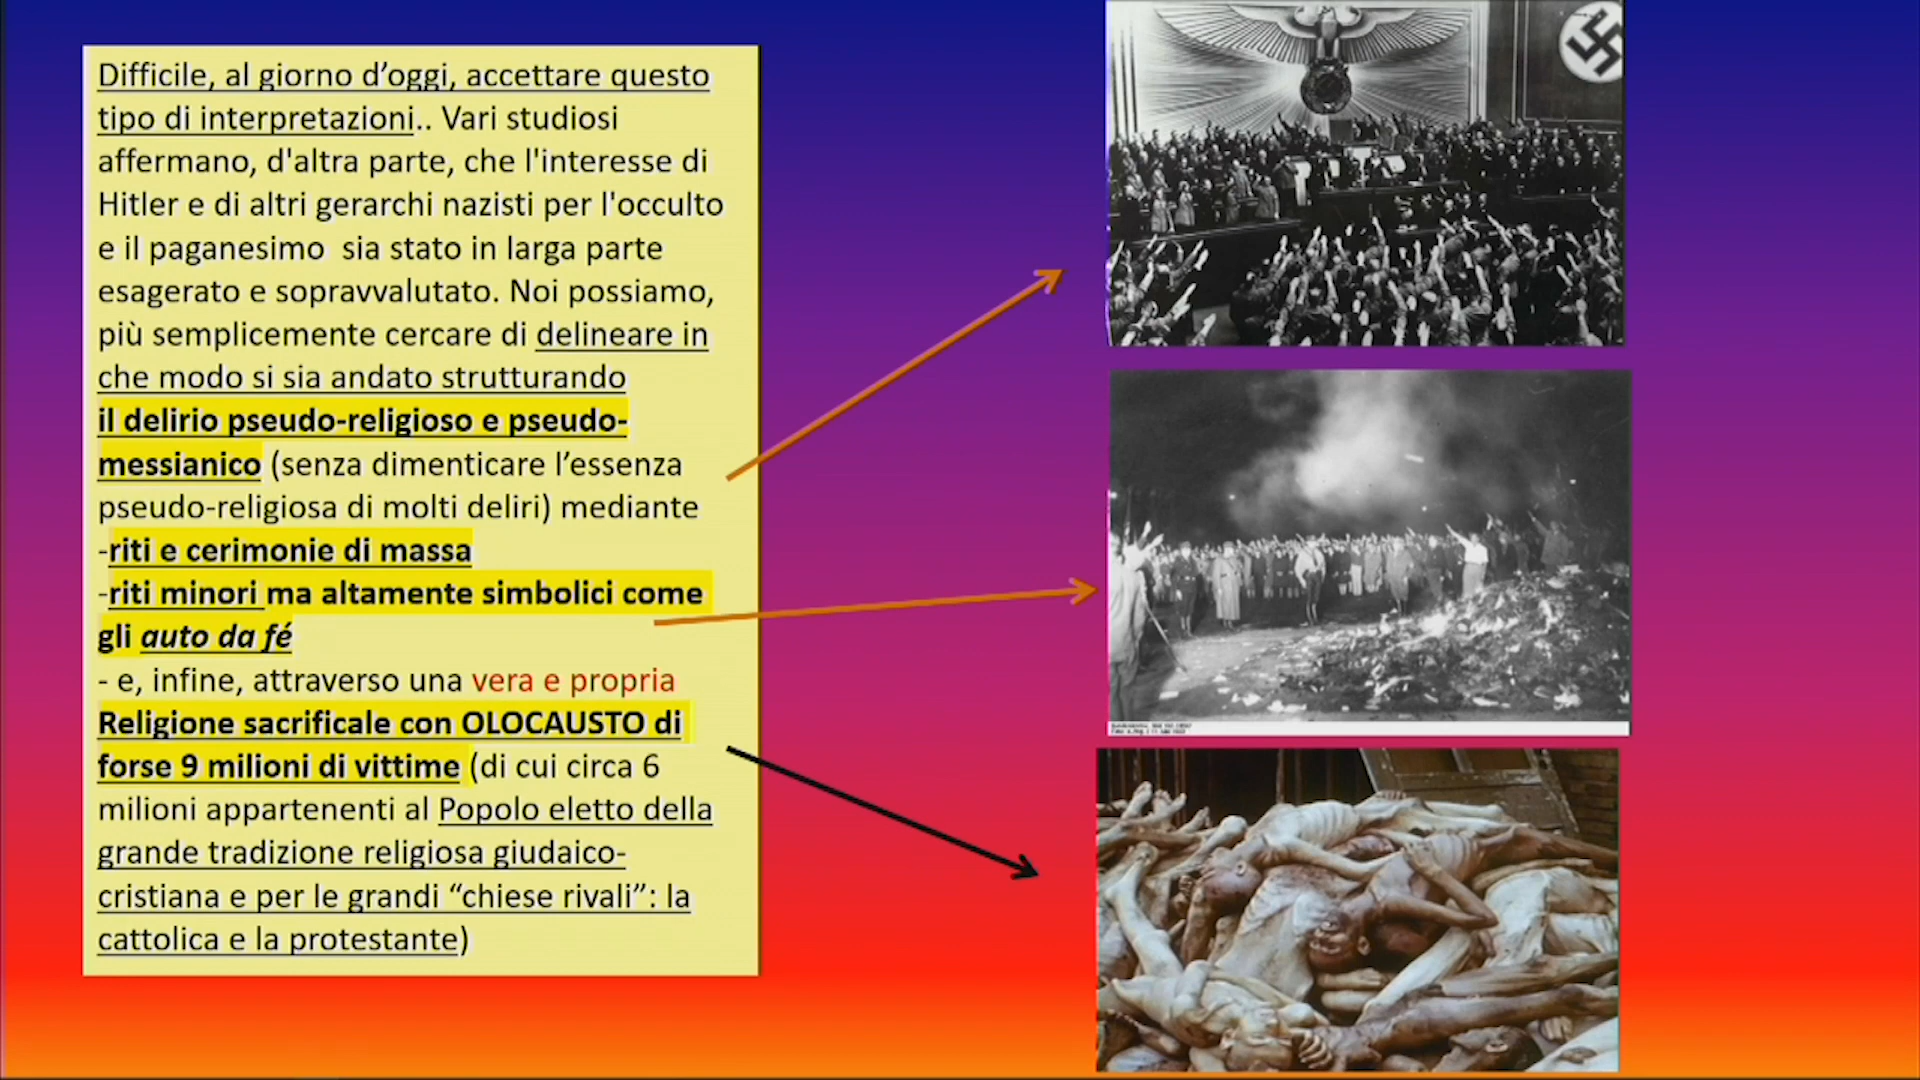 Difficile, al giorno d’oggi, accettare questo
tipo di interpretazioni.. Vari studiosi
affermano, d'altra parte, che l'interesse di
Hitler e di altri gerarchi nazisti per l'occulto
e il paganesimo  sia stato in larga parte
esagerato e sopravvalutato. Noi possiamo,
più semplicemente cercare di delineare in
che modo si sia andato strutturando
il delirio pseudo-religioso e pseudo-
messianico (senza dimenticare l’essenza
pseudo-religiosa di molti deliri) mediante
-riti e cerimonie di massa
-riti minori ma altamente simbolici come
gli auto da fé
- e, infine, attraverso una vera e propria
Religione sacrificale con OLOCAUSTO di
forse 9 milioni di vittime (di cui circa 6
milioni appartenenti al Popolo eletto della
grande tradizione religiosa giudaico-
cristiana e per le grandi “chiese rivali”: la
cattolica e la protestante)